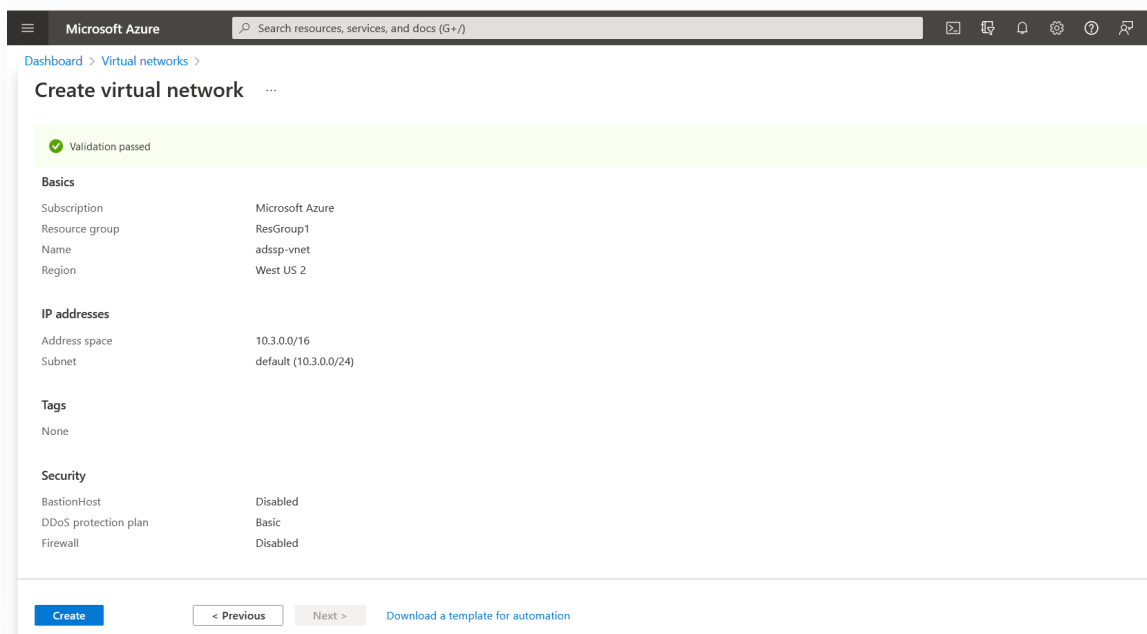 Microsoft Azure
Search resources, services, and docs (G+/)
Dashboard > Virtual networks >
Create virtual network ...
Validation passed
Basics
Subscription Microsoft Azure
Resource group ResGroup1
Name adssp-vnet
Region West US 2
IP addresses
Address space 10.3.0.0/16
Subnet default (10.3.0.0/24)
Tags
None
Security
BastionHost Disabled
DDoS protection plan Basic
Firewall Disabled
Create < Previous Next > Download a template for automation